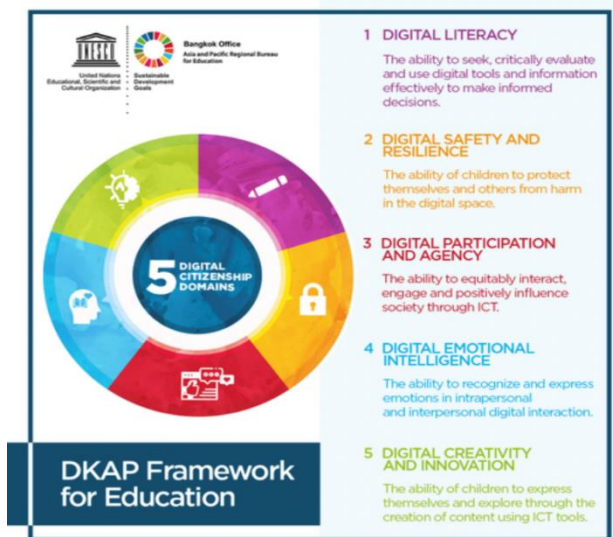 UNESCO
United Nations
Educational, Scientific and
Cultural Organization
Sustainable
Development
Goals
Bangkok Office
Asia and Pacific Regional Bureau
for Education
5 DIGITAL
CITIZENSHIP
DOMAINS
DKAP Framework
for Education
1 DIGITAL LITERACY
The ability to seek, critically evaluate
and use digital tools and information
effectively to make informed
decisions.
2 DIGITAL SAFETY AND
RESILIENCE
The ability of children to protect
themselves and others from harm
in the digital space.
3 DIGITAL PARTICIPATION
AND AGENCY
The ability to equitably interact,
engage and positively influence
society through ICT.
4 DIGITAL EMOTIONAL
INTELLIGENCE
The ability to recognize and express
emotions in intrapersonal
and interpersonal digital interaction.
5 DIGITAL CREATIVITY
AND INNOVATION
The ability of children to express
themselves and explore through the
creation of content using ICT tools.